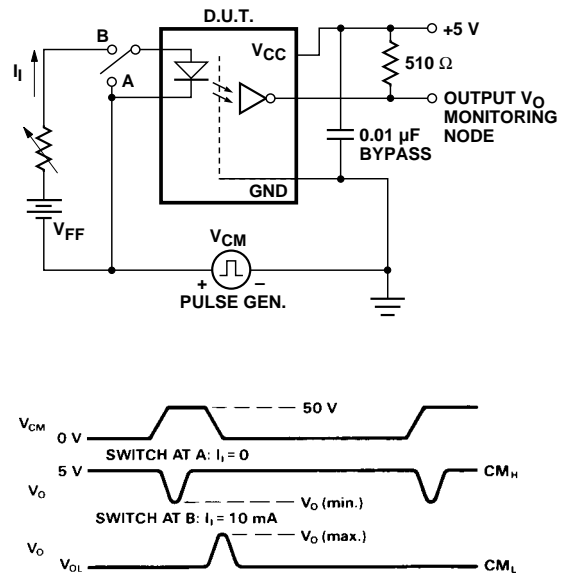 D.U.T.
B
A
I_I
V_CC
+5 V
510 Ω
OUTPUT V_O
MONITORING
NODE
0.01 µF
BYPASS
GND
V_FF
V_CM
+ –
PULSE GEN.
V_CM
50 V
0 V
SWITCH AT A: I_I = 0
5 V
CM_H
V_O
V_O (min.)
SWITCH AT B: I_I = 10 mA
V_O (max.)
V_O
V_OL
CM_L